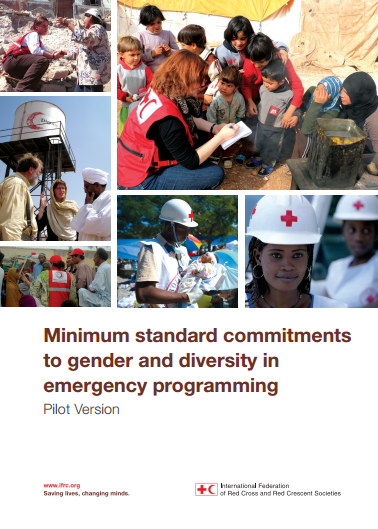 Minimum standard commitments
to gender and diversity in
emergency programming
Pilot Version
www.ifrc.org
Saving lives, changing minds.
International Federation
of Red Cross and Red Crescent Societies